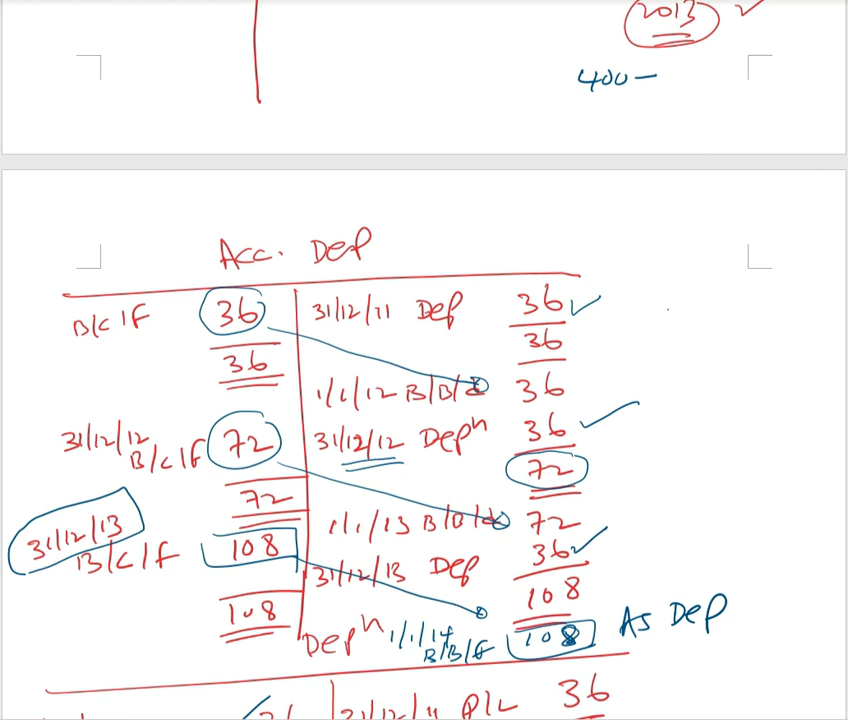 2013
400 —
Acc. Dep
B/C/F 36 31/12/11 Dep 36
36 36
1/1/12 B/B/ 36
31/12/12 B/C/F 72 31/12/12 Depn 36
72
72 1/1/13 B/B/ 72
31/12/13 B/C/F 108 31/12/13 Dep 36
108
108
Depn 1/1/14 B/B/F 108 As Dep
31/12/11 P/L 36